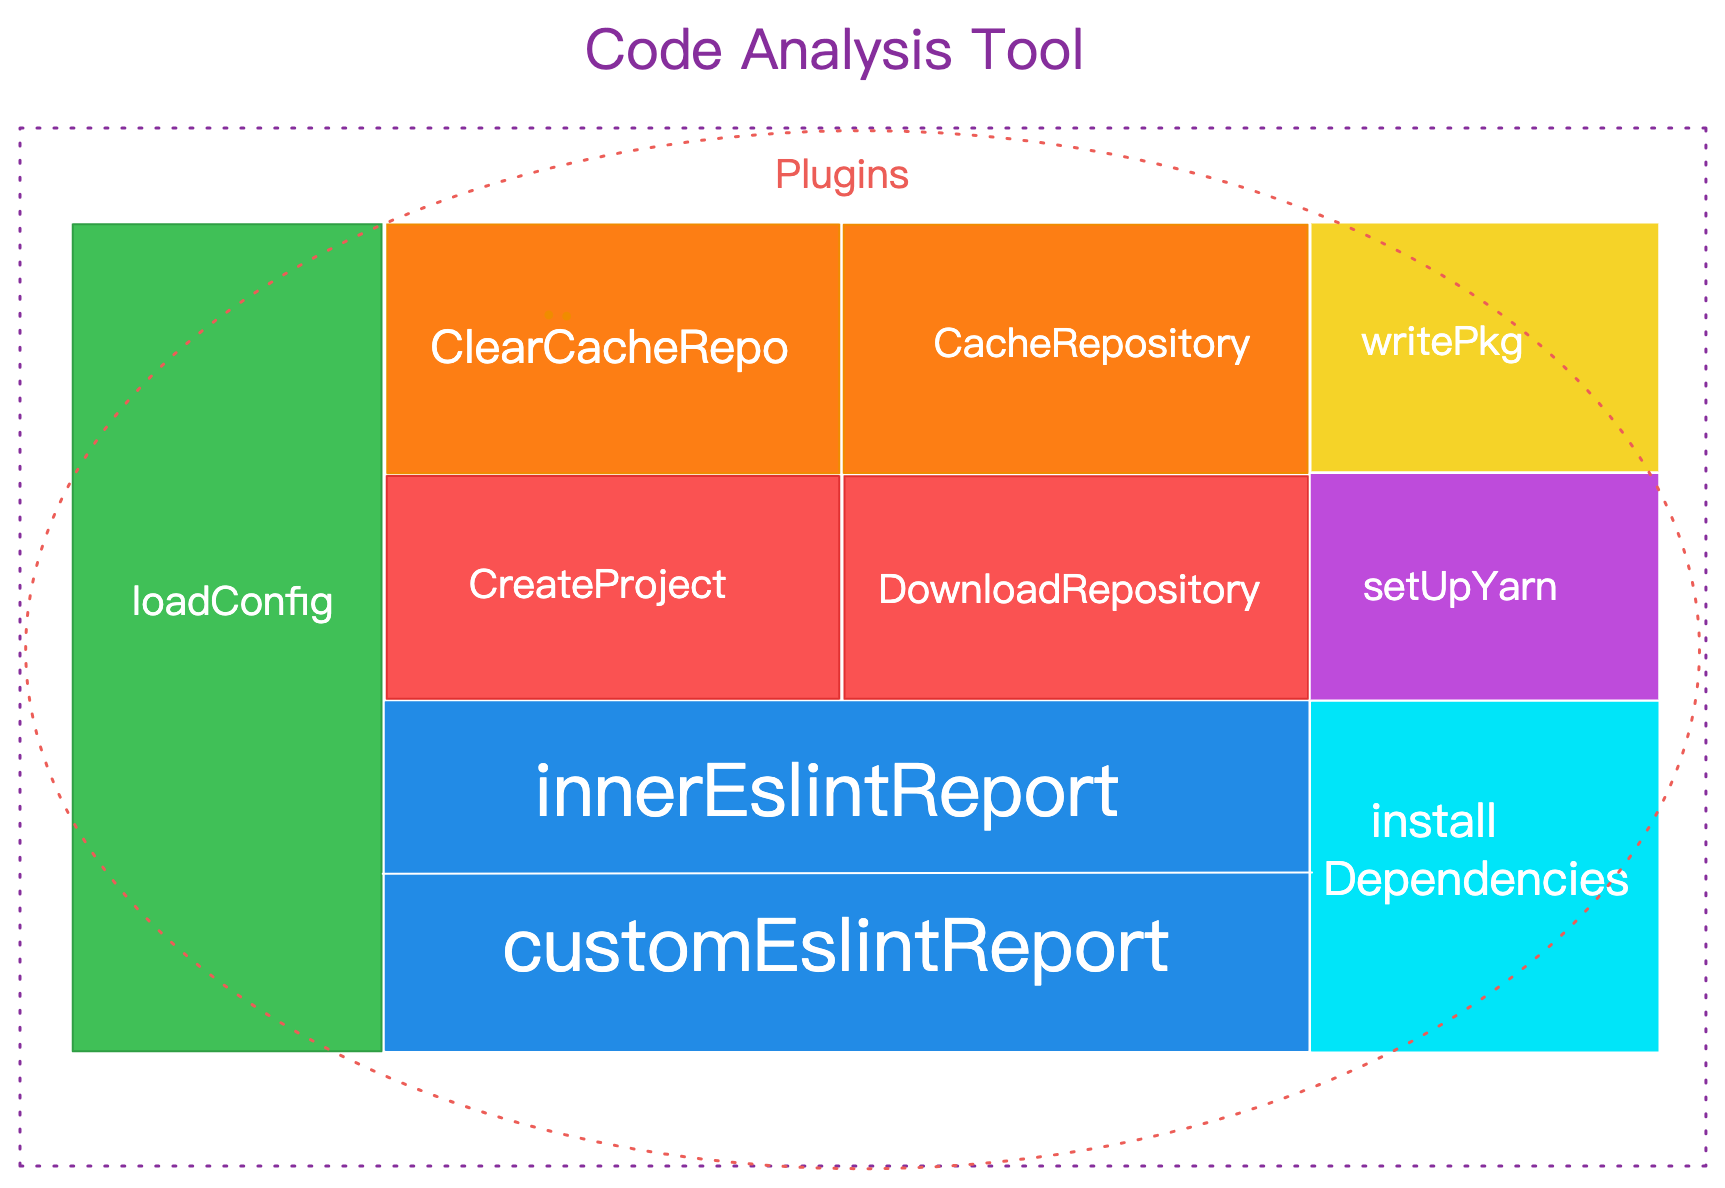 Code Analysis Tool
Plugins
ClearCacheRepo
CacheRepository
writePkg
loadConfig
CreateProject
DownloadRepository
setUpYarn
innerEslintReport
install
Dependencies
customEslintReport